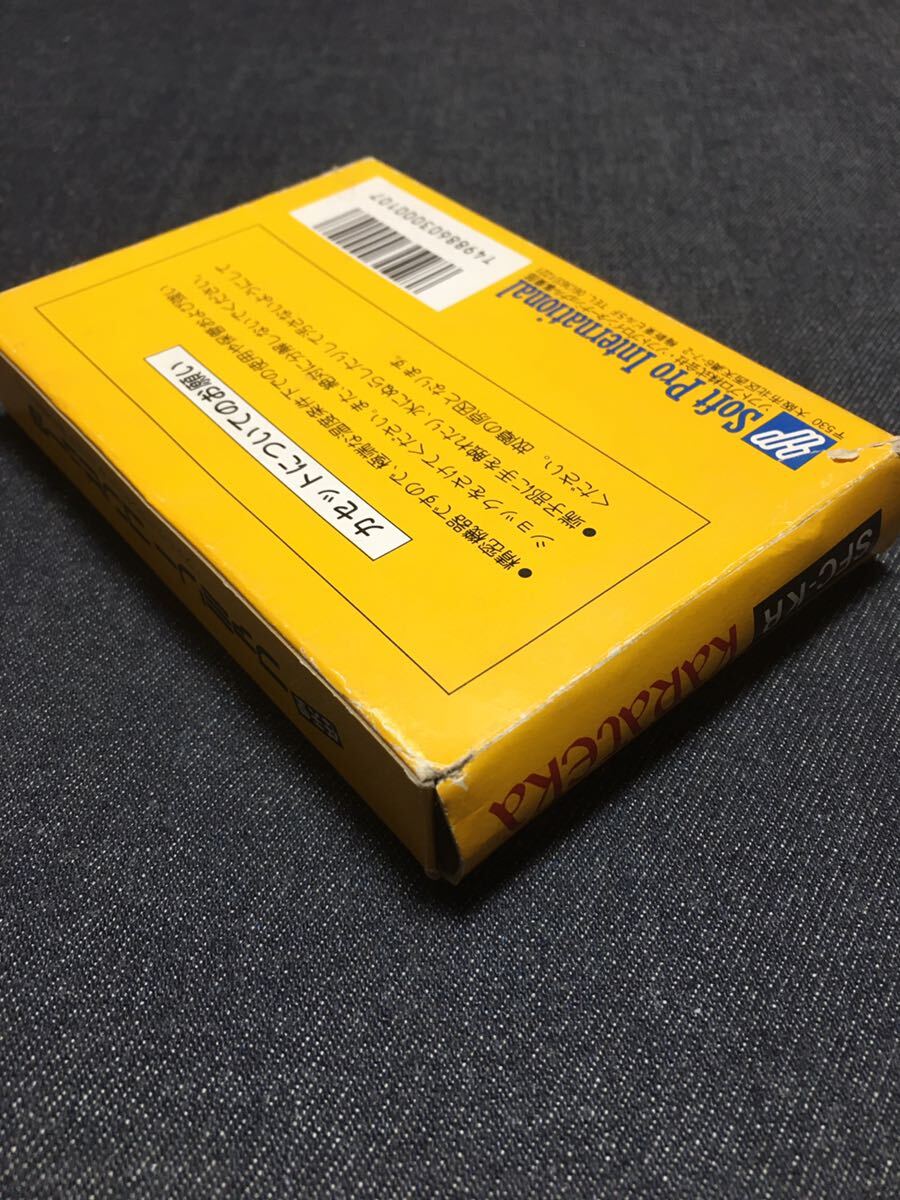 カセットについてのお願い
●精密機器ですので、極端な温度条件下での使用や保管および強い
ショックをさけてください。また、絶対に分解しないでください。
●端子部に手を触れたり、水にぬらしたりして汚さないようにして
ください。故障の原因となります。
T4988603000107
Soft Pro International
〒530 大阪市北区西天満
SFC-KR
KARATEKA